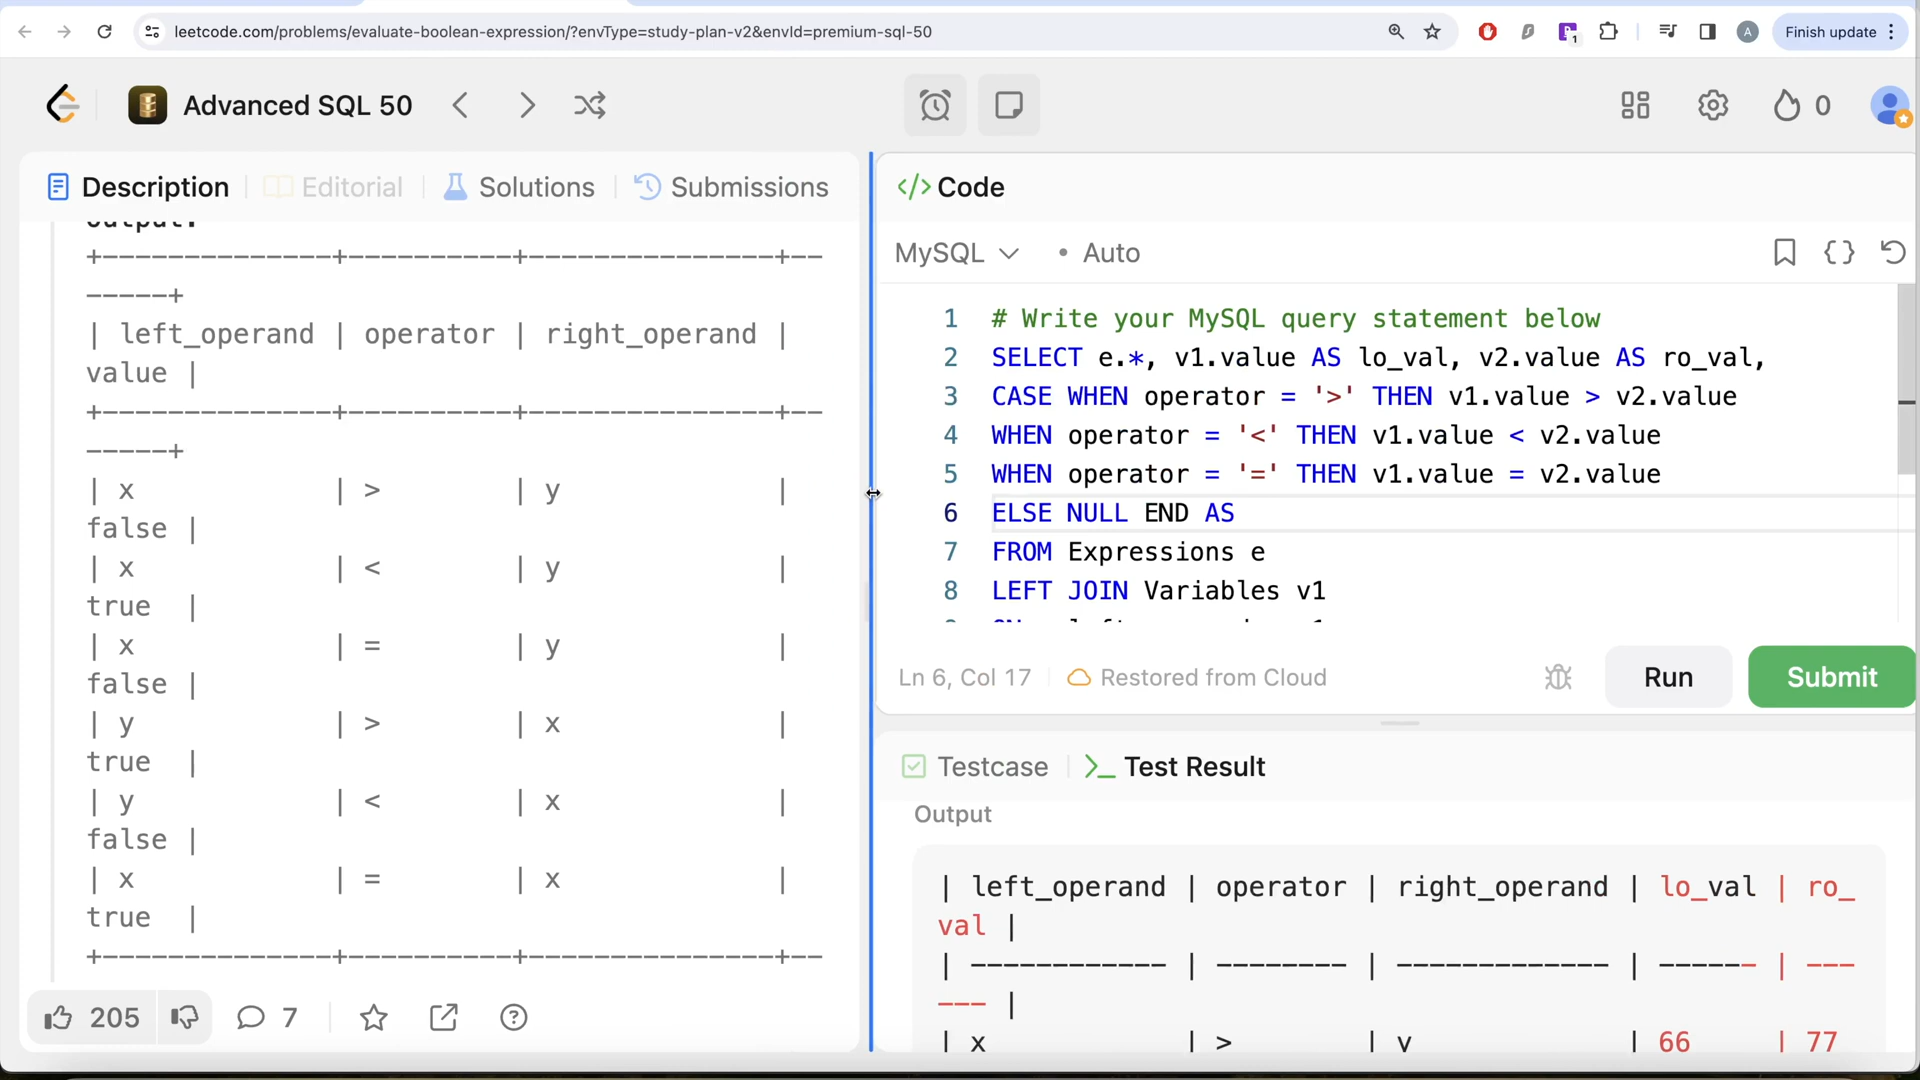 leetcode.com/problems/evaluate-boolean-expression/?envType=study-plan-v2&envId=premium-sql-50
1
A
Finish update
Advanced SQL 50
0
Description
Editorial
Solutions
Submissions
Output:
+--------------+----------+---------------+--
-----+
| left_operand | operator | right_operand |
value |
+--------------+----------+---------------+--
-----+
| x | > | y |
false |
| x | < | y |
true |
| x | = | y |
false |
| y | > | x |
true |
| y | < | x |
false |
| x | = | x |
true |
+--------------+----------+---------------+--
205
7
</> Code
MySQL
• Auto
{}
1 # Write your MySQL query statement below
2 SELECT e.*, v1.value AS lo_val, v2.value AS ro_val,
3 CASE WHEN operator = '>' THEN v1.value > v2.value
4 WHEN operator = '<' THEN v1.value < v2.value
5 WHEN operator = '=' THEN v1.value = v2.value
6 ELSE NULL END AS
7 FROM Expressions e
8 LEFT JOIN Variables v1
Ln 6, Col 17
Restored from Cloud
Run
Submit
Testcase
>_ Test Result
Output
| left_operand | operator | right_operand | lo_val | ro_
val |
| ------------ | -------- | ------------- | ------ | ---
--- |
| x | > | y | 66 | 77